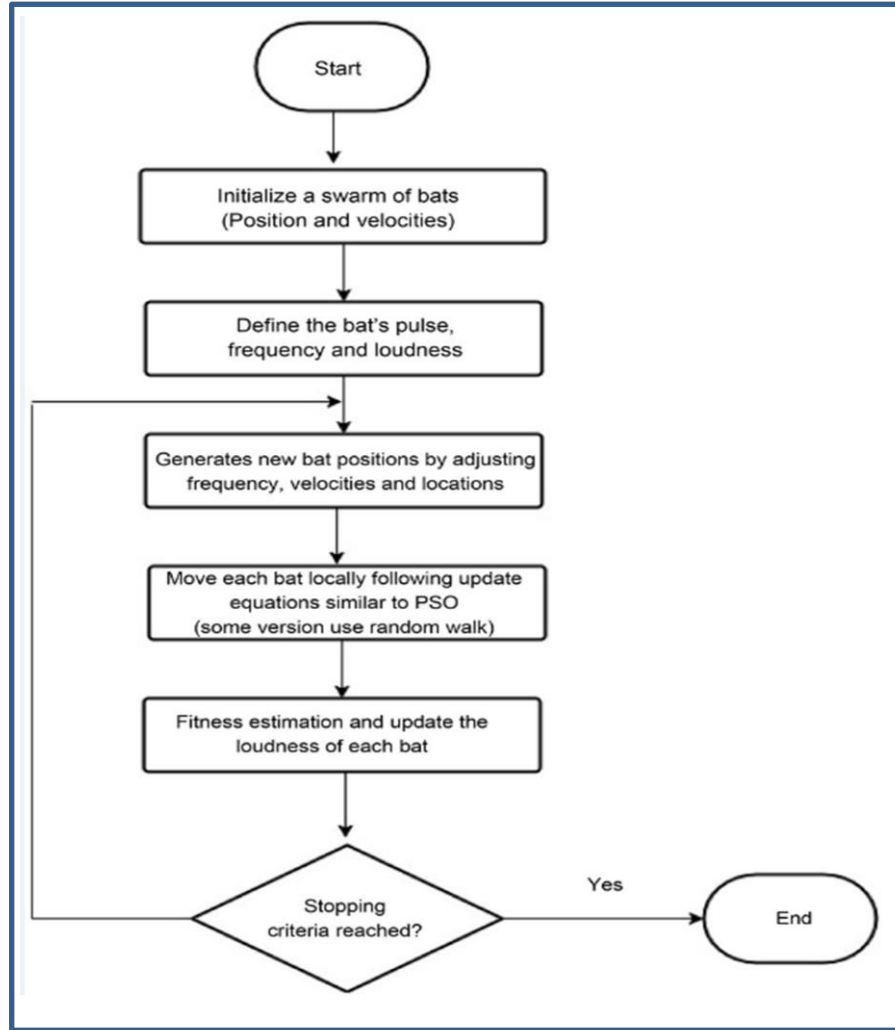 Start
Initialize a swarm of bats
(Position and velocities)
Define the bat's pulse,
frequency and loudness
Generates new bat positions by adjusting
frequency, velocities and locations
Move each bat locally following update
equations similar to PSO
(some version use random walk)
Fitness estimation and update the
loudness of each bat
Stopping
criteria reached?
Yes
End